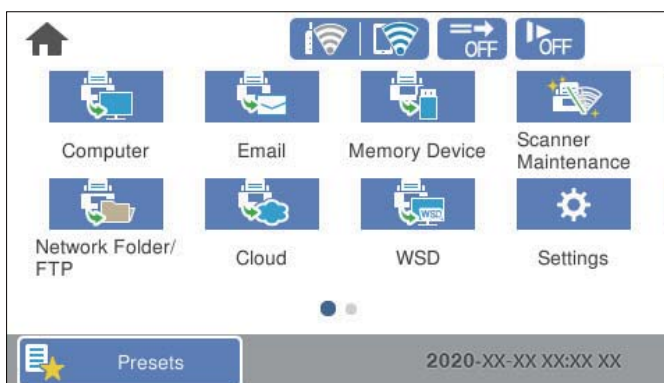 OFF
OFF
Computer
Email
Memory Device
Scanner
Maintenance
Network Folder/
FTP
Cloud
WSD
WSD
Settings
Presets
2020-XX-XX XX:XX XX